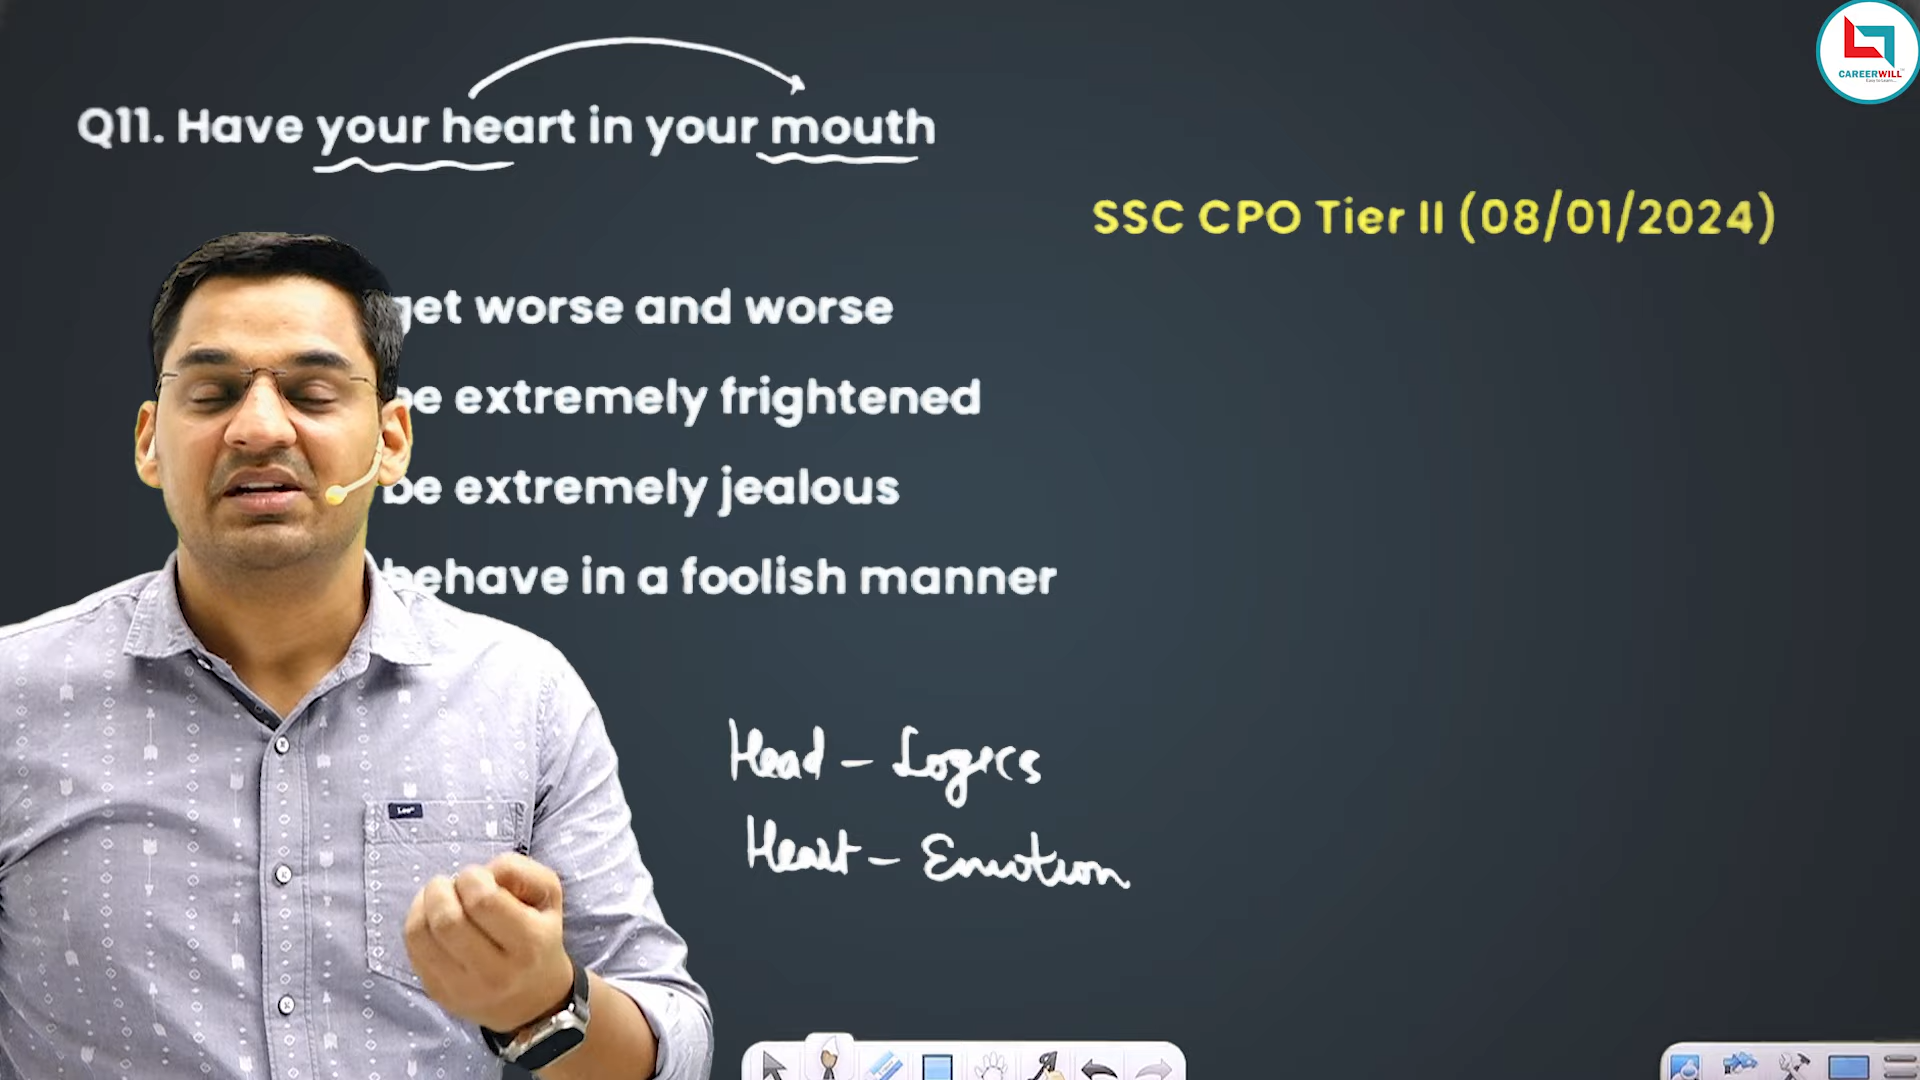 CAREERWILL
Q11. Have your heart in your mouth
SSC CPO Tier II (08/01/2024)
get worse and worse
be extremely frightened
be extremely jealous
behave in a foolish manner
Head - Logics
Heart - Emotion